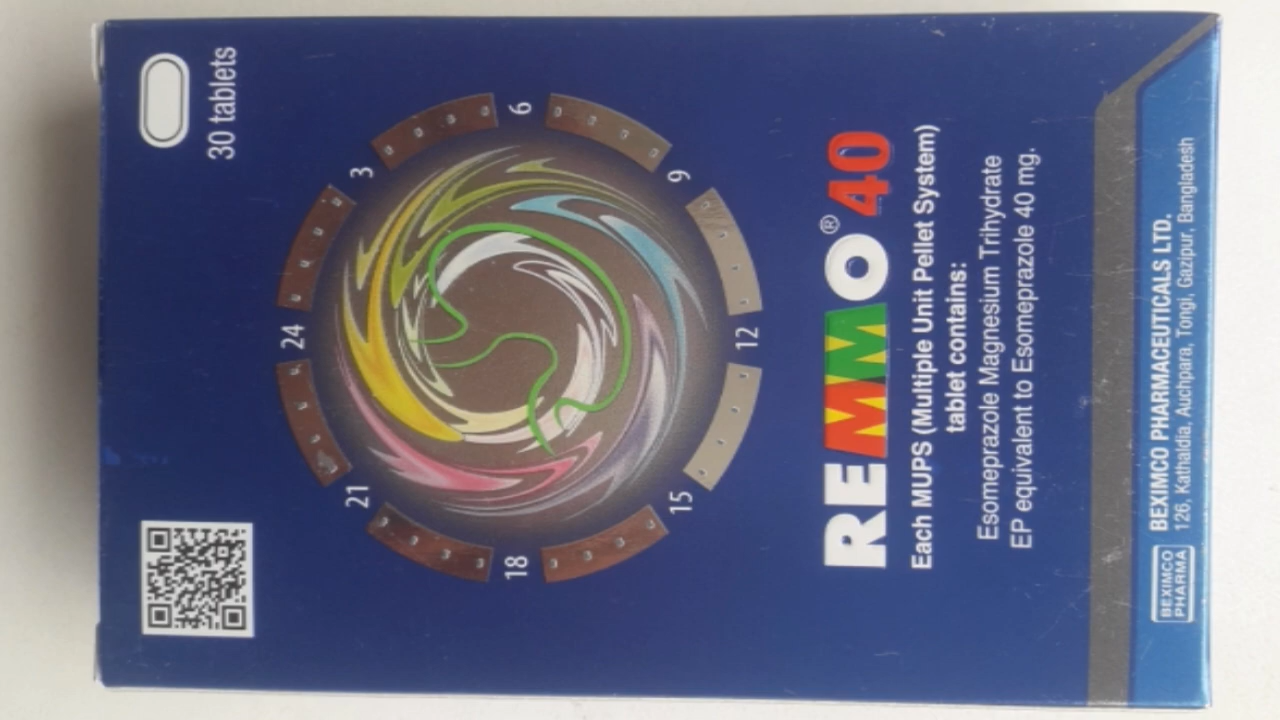 30 tablets
24
3
6
9
12
15
18
21
REMMO® 40
Each MUPS (Multiple Unit Pellet System)
tablet contains:
Esomeprazole Magnesium Trihydrate
EP equivalent to Esomeprazole 40 mg.
BEXIMCO
PHARMA
BEXIMCO PHARMACEUTICALS LTD.
126, Kathaldia, Auchpara, Tongi, Gazipur, Bangladesh